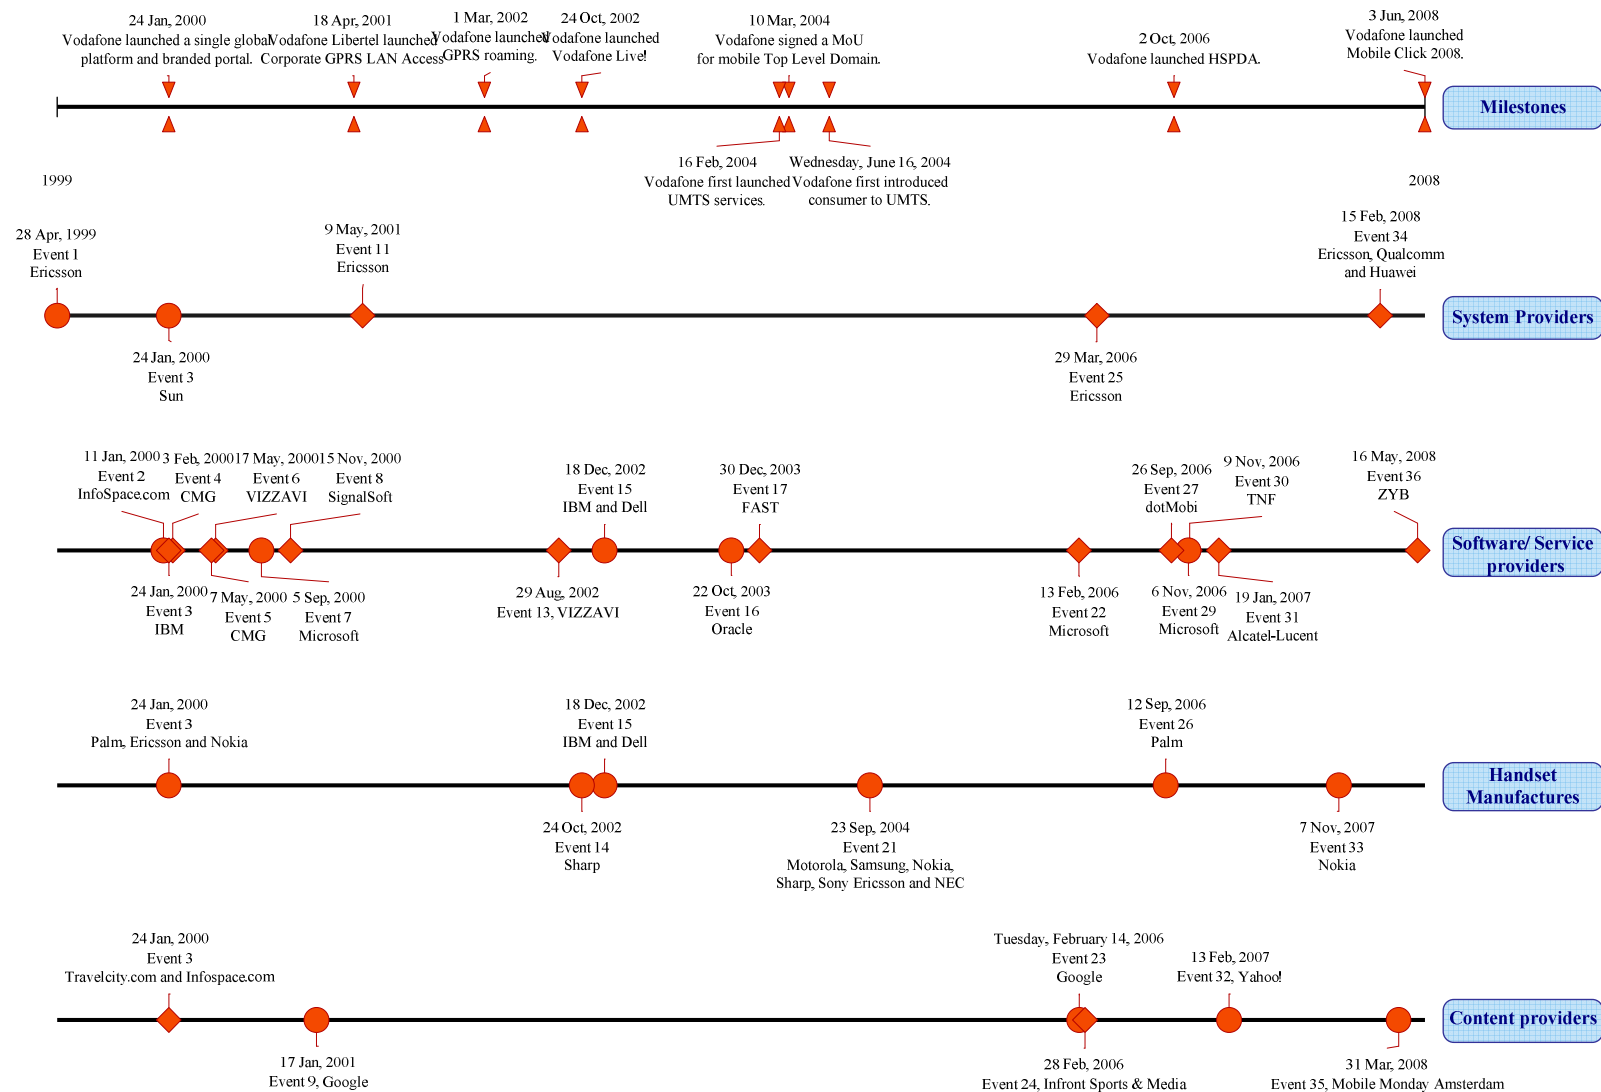 24 Jan, 2000
Vodafone launched a single global
platform and branded portal.
18 Apr, 2001
Vodafone Libertel launched
Corporate GPRS LAN Access
1 Mar, 2002
Vodafone launched
GPRS roaming.
24 Oct, 2002
Vodafone launched
Vodafone Live!
10 Mar, 2004
Vodafone signed a MoU
for mobile Top Level Domain.
2 Oct, 2006
Vodafone launched HSPDA.
3 Jun, 2008
Vodafone launched
Mobile Click 2008.
Milestones
16 Feb, 2004
Vodafone first launched
UMTS services.
Wednesday, June 16, 2004
Vodafone first introduced
consumer to UMTS.
1999
2008
28 Apr, 1999
Event 1
Ericsson
9 May, 2001
Event 11
Ericsson
15 Feb, 2008
Event 34
Ericsson, Qualcomm
and Huawei
System Providers
24 Jan, 2000
Event 3
Sun
29 Mar, 2006
Event 25
Ericsson
11 Jan, 2000
Event 2
InfoSpace.com
3 Feb, 2000
Event 4
CMG
17 May, 2000
Event 6
VIZZAVI
15 Nov, 2000
Event 8
SignalSoft
18 Dec, 2002
Event 15
IBM and Dell
30 Dec, 2003
Event 17
FAST
26 Sep, 2006
Event 27
dotMobi
9 Nov, 2006
Event 30
TNF
16 May, 2008
Event 36
ZYB
Software/ Service
providers
24 Jan, 2000
Event 3
IBM
7 May, 2000
Event 5
CMG
5 Sep, 2000
Event 7
Microsoft
29 Aug, 2002
Event 13, VIZZAVI
22 Oct, 2003
Event 16
Oracle
13 Feb, 2006
Event 22
Microsoft
6 Nov, 2006
Event 29
Microsoft
19 Jan, 2007
Event 31
Alcatel-Lucent
24 Jan, 2000
Event 3
Palm, Ericsson and Nokia
18 Dec, 2002
Event 15
IBM and Dell
12 Sep, 2006
Event 26
Palm
Handset
Manufactures
24 Oct, 2002
Event 14
Sharp
23 Sep, 2004
Event 21
Motorola, Samsung, Nokia,
Sharp, Sony Ericsson and NEC
7 Nov, 2007
Event 33
Nokia
24 Jan, 2000
Event 3
Travelcity.com and Infospace.com
Tuesday, February 14, 2006
Event 23
Google
13 Feb, 2007
Event 32, Yahoo!
Content providers
17 Jan, 2001
Event 9, Google
28 Feb, 2006
Event 24, Infront Sports & Media
31 Mar, 2008
Event 35, Mobile Monday Amsterdam